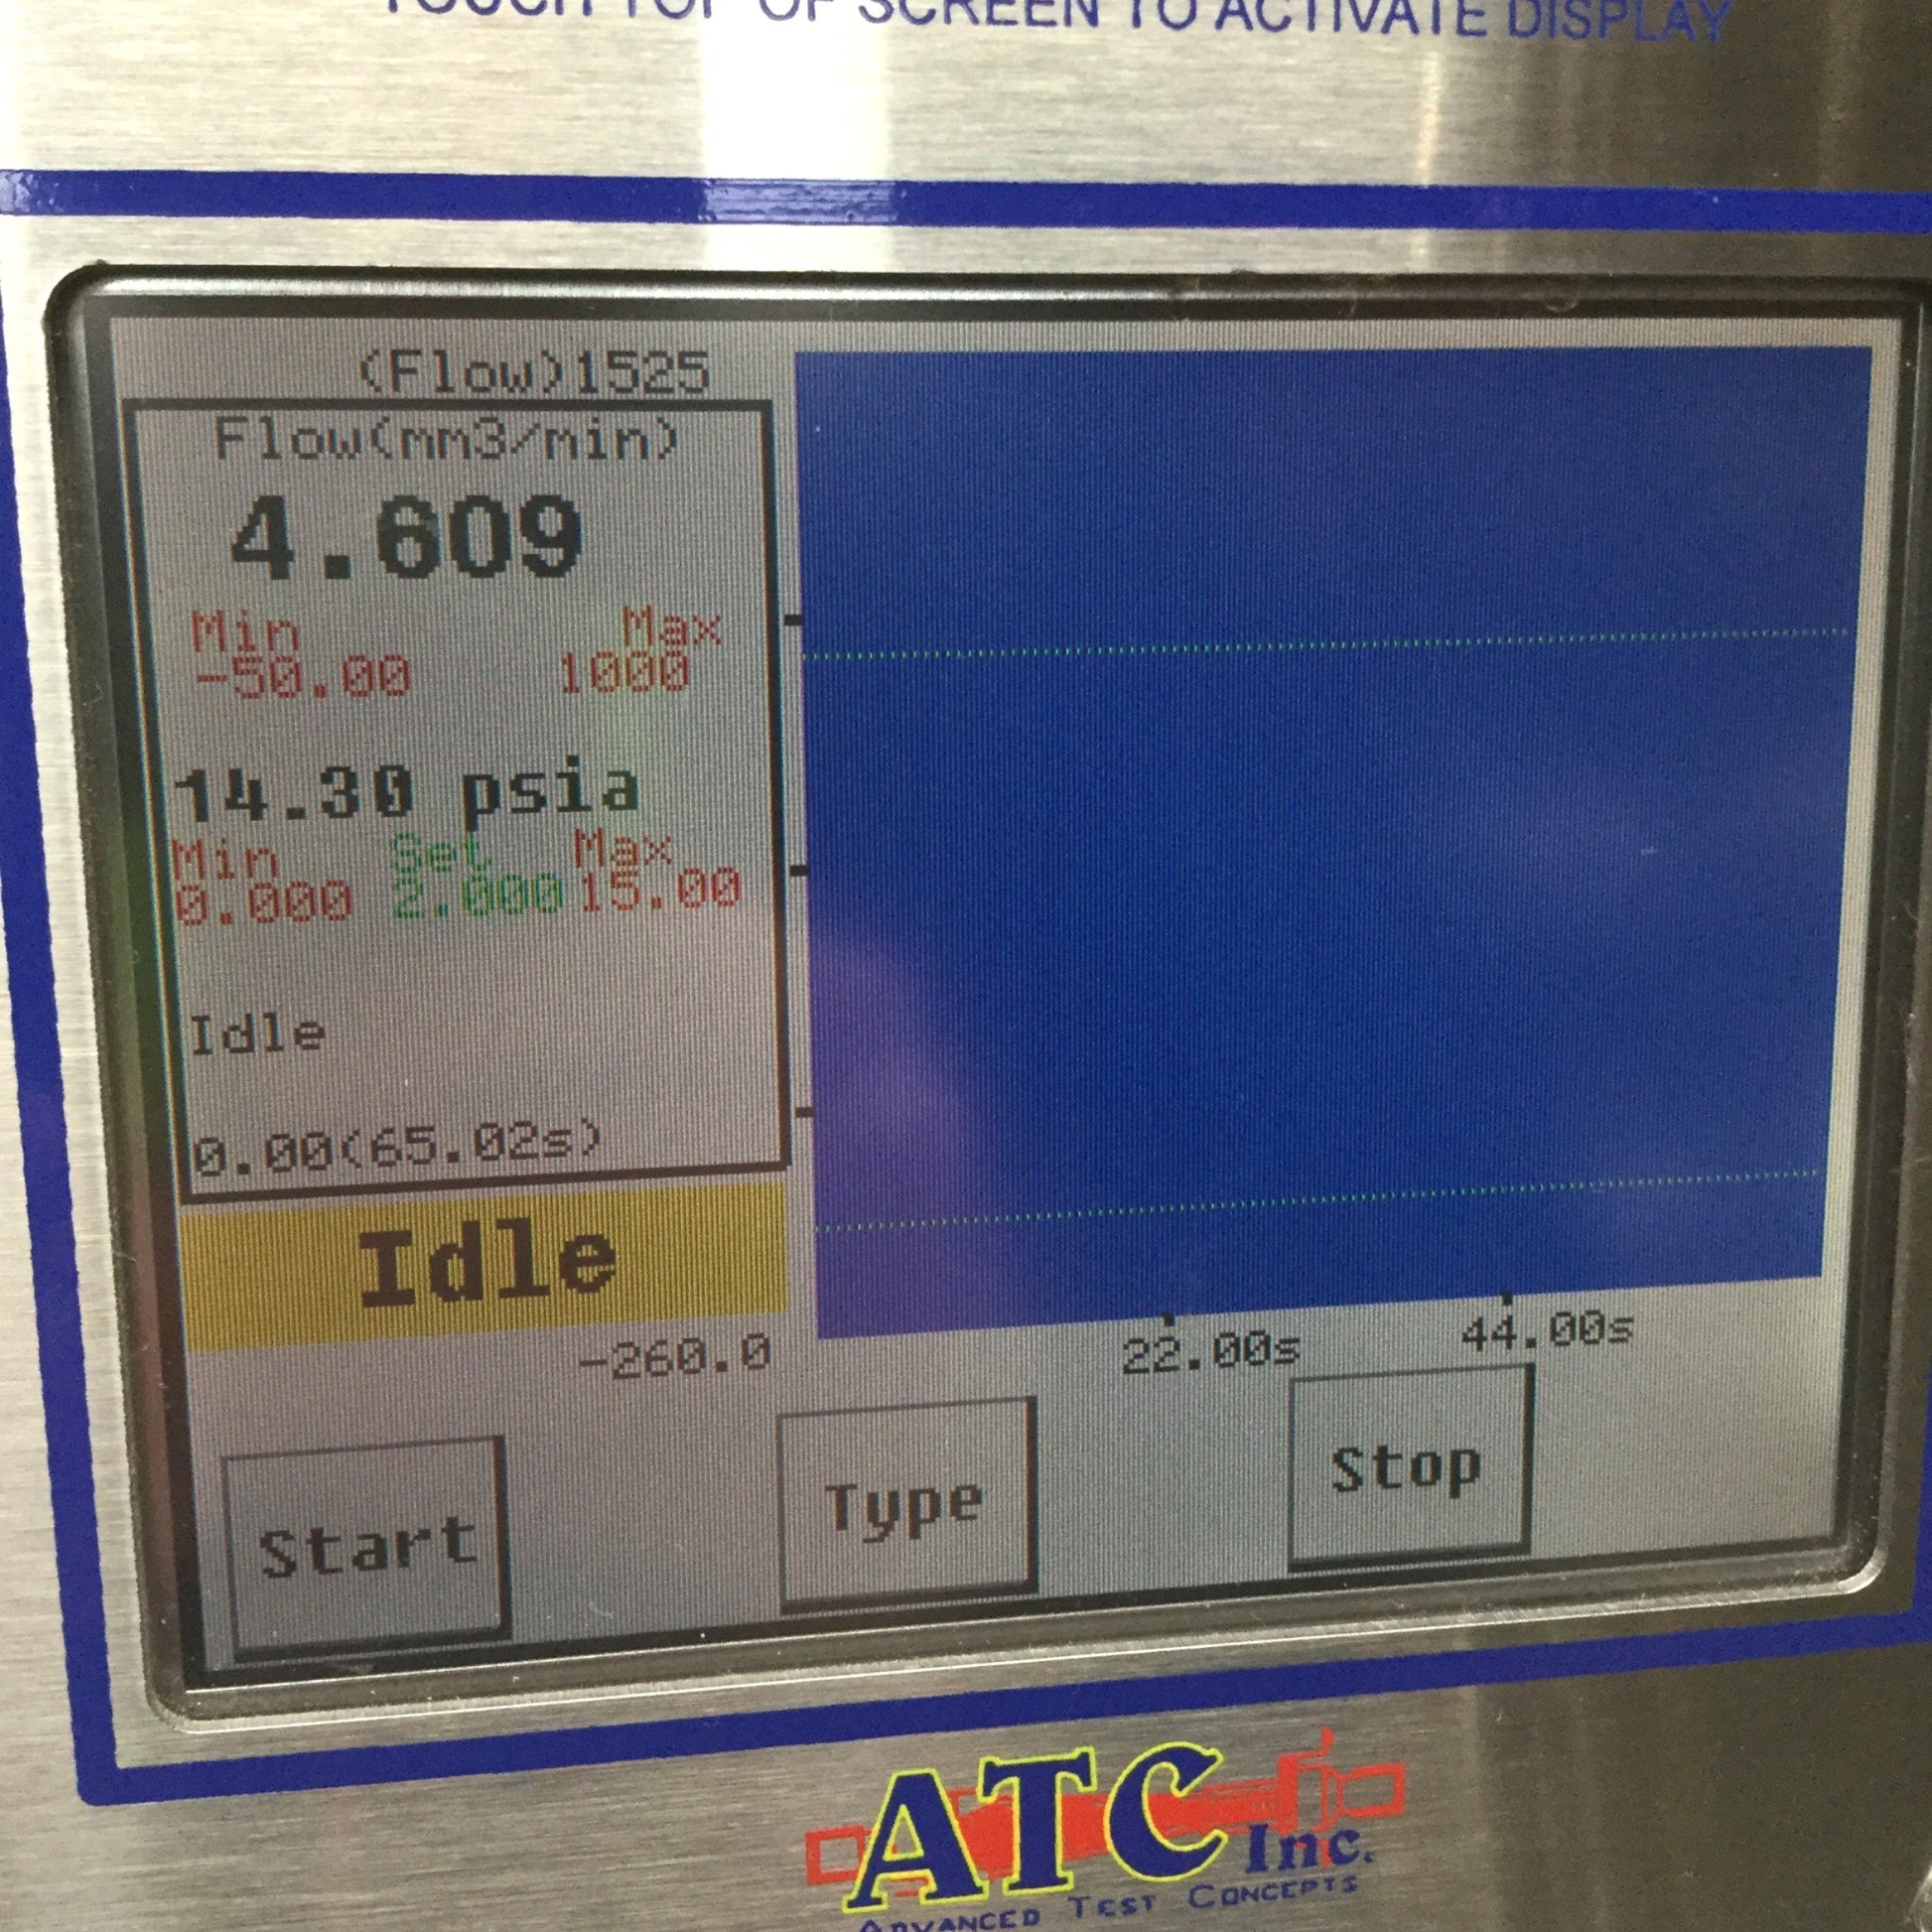 TOUCH TOP OF SCREEN TO ACTIVATE DISPLAY
(Flow)1525
Flow(mm3/min)
4.609
Min Max
-50.00 1000
14.30 psia
Min Set Max
0.000 2.000 15.00
Idle
0.00(65.02s)
Idle
-260.0 22.00s 44.00s
Start Type Stop
ATC Inc.
ADVANCED TEST CONCEPTS